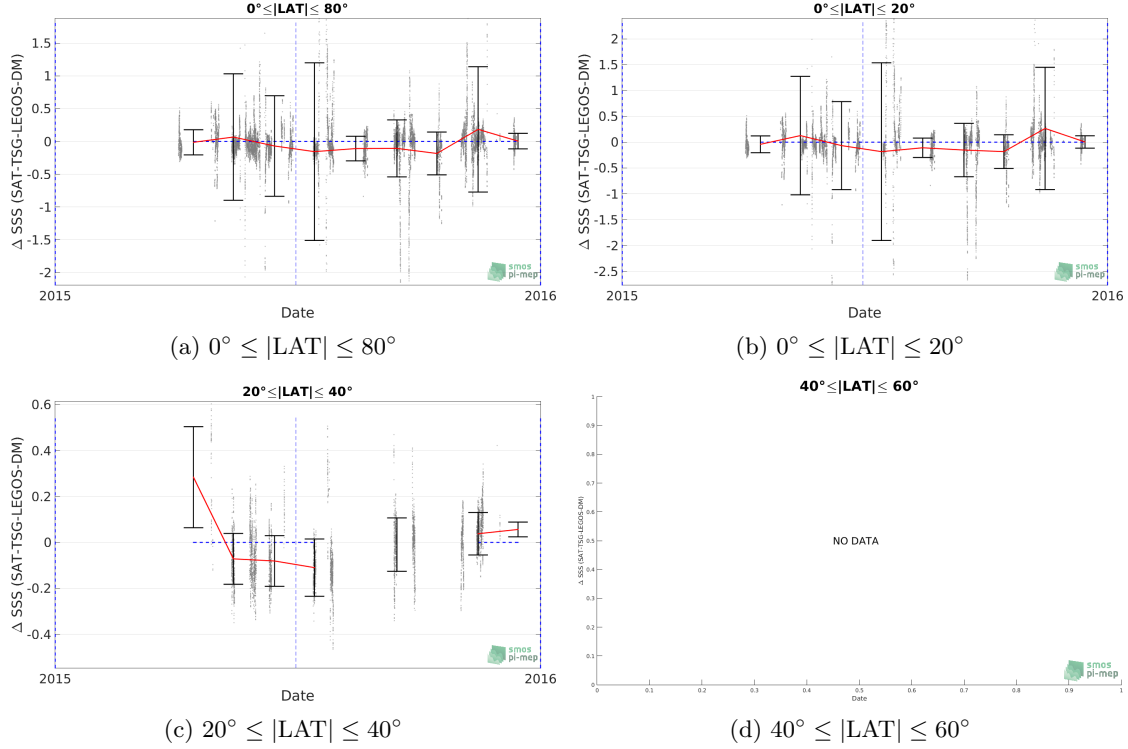 0°≤|LAT|≤ 80°
Δ SSS (SAT-TSG-LEGOS-DM)
1.5
1
0.5
0
-0.5
-1
-1.5
-2
2015
2016
Date
smos
pi-mep
(a) 0° ≤ |LAT| ≤ 80°
0°≤|LAT|≤ 20°
Δ SSS (SAT-TSG-LEGOS-DM)
2
1.5
1
0.5
0
-0.5
-1
-1.5
-2
-2.5
2015
2016
Date
smos
pi-mep
(b) 0° ≤ |LAT| ≤ 20°
20°≤|LAT|≤ 40°
Δ SSS (SAT-TSG-LEGOS-DM)
0.6
0.4
0.2
0
-0.2
-0.4
2015
2016
Date
smos
pi-mep
(c) 20° ≤ |LAT| ≤ 40°
40°≤|LAT|≤ 60°
Δ SSS (SAT-TSG-LEGOS-DM)
1
0.9
0.8
0.7
0.6
0.5
0.4
0.3
0.2
0.1
0
NO DATA
0 0.1 0.2 0.3 0.4 0.5 0.6 0.7 0.8 0.9 1
Date
smos
pi-mep
(d) 40° ≤ |LAT| ≤ 60°